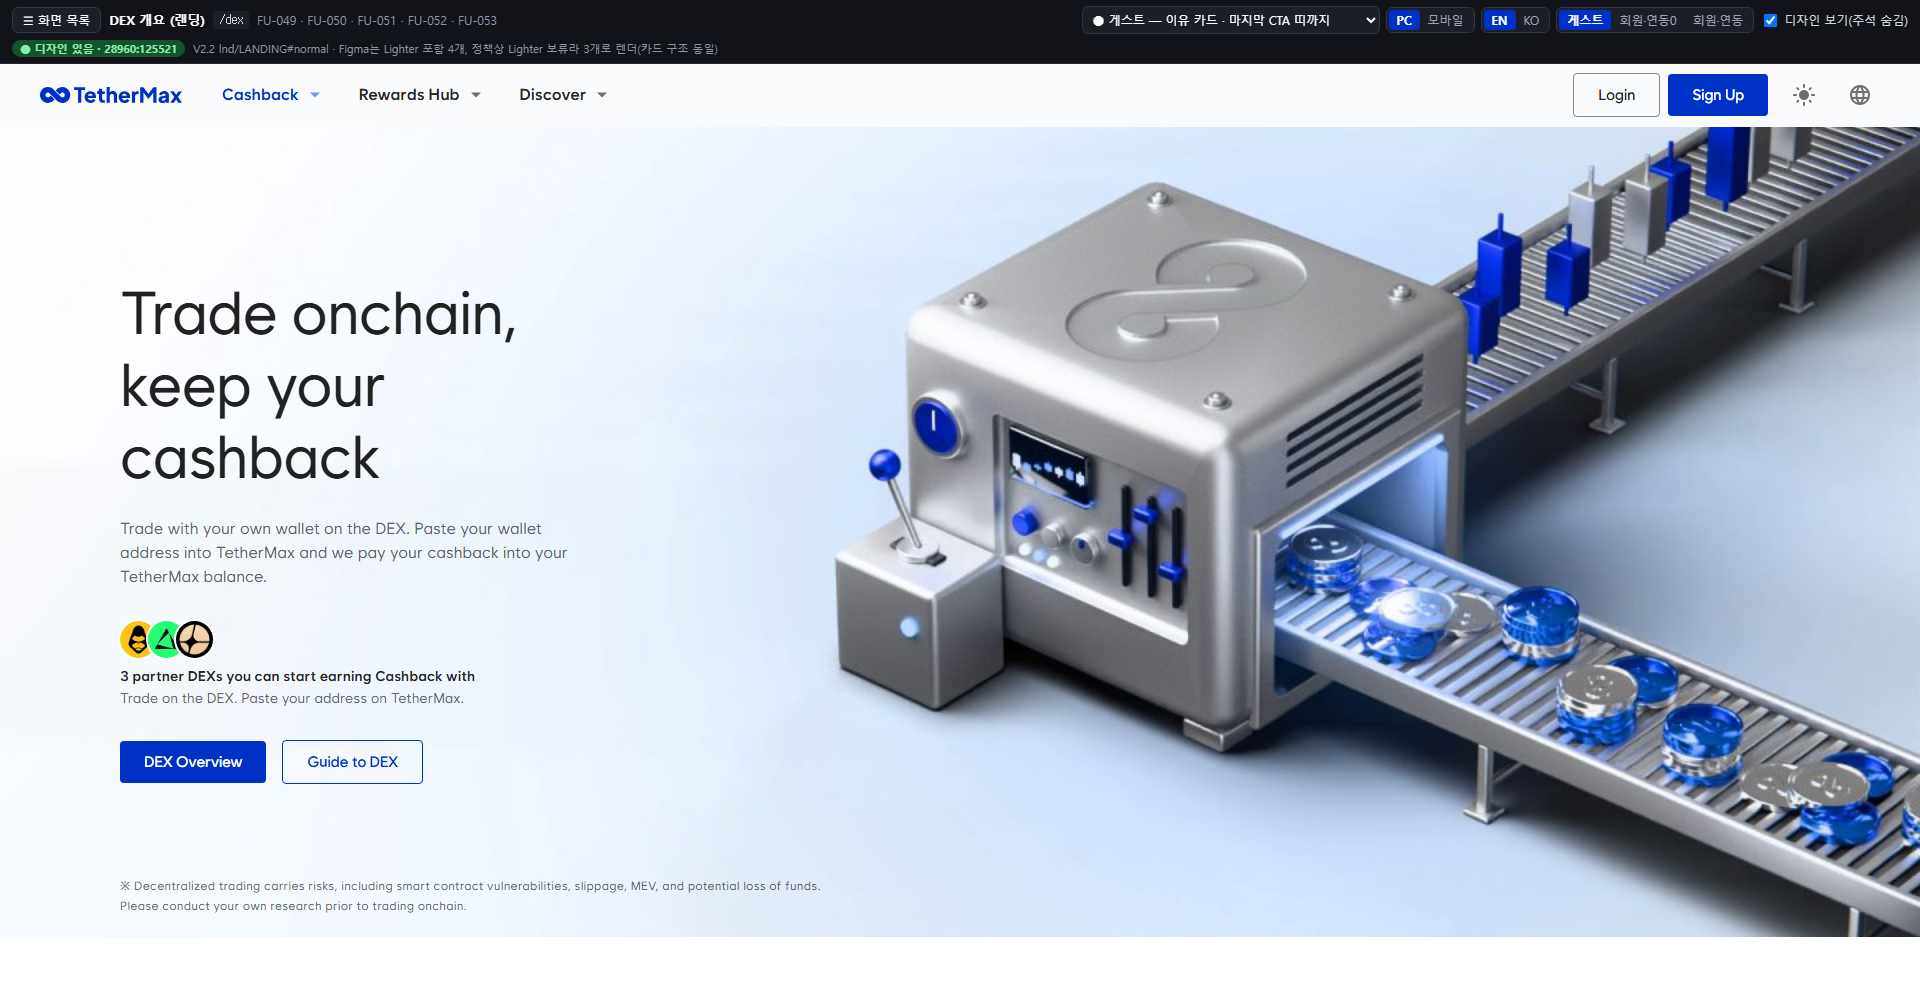 ☰ 화면 목록 DEX 개요 (랜딩) /dex FU-049 · FU-050 · FU-051 · FU-052 · FU-053
● 게스트 — 이유 카드 · 마지막 CTA 띠까지 PC 모바일 EN KO 게스트 회원·연동0 회원·연동 디자인 보기(주석 숨김)
● 디자인 있음 · 28960:125521 V2.2 lnd/LANDING#normal · Figma는 Lighter 포함 4개, 정책상 Lighter 보류라 3개로 렌더(카드 구조 동일)
TetherMax Cashback Rewards Hub Discover Login Sign Up
Trade onchain,
keep your
cashback
Trade with your own wallet on the DEX. Paste your wallet
address into TetherMax and we pay your cashback into your
TetherMax balance.
3 partner DEXs you can start earning Cashback with
Trade on the DEX. Paste your address on TetherMax.
DEX Overview Guide to DEX
※ Decentralized trading carries risks, including smart contract vulnerabilities, slippage, MEV, and potential loss of funds.
Please conduct your own research prior to trading onchain.